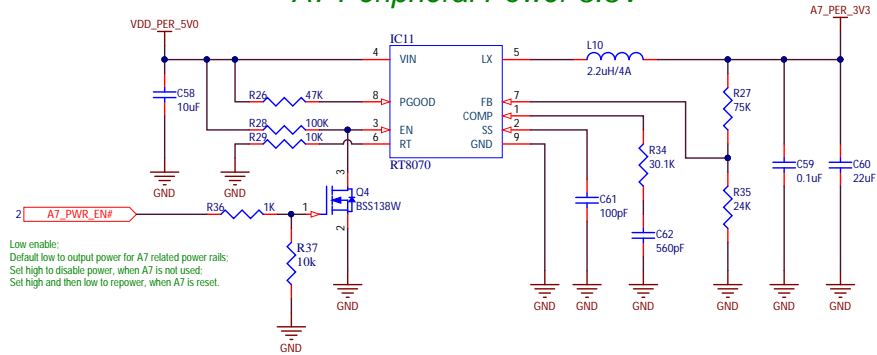 A7 Peripheral Power 3.3V
VDD_PER_5V0
A7_PER_3V3
IC11
4 VIN LX 5
L10
2.2uH/4A
C58
10uF
R26 47K 8 PGOOD FB 7
COMP 1
R28 100K 3 EN SS 2
R29 10K 6 RT GND 9
RT8070
R27
75K
R34
30.1K
C59
0.1uF
C60
22uF
GND
3
Q4
BSS138W
C61
100pF
R35
24K
C62
560pF
2 A7_PWR_EN# R36 1K 1
2
R37
10k
Low enable;
Default low to output power for A7 related power rails;
Set high to disable power, when A7 is not used;
Set high and then low to repower, when A7 is reset.
GND
GND
GND
GND
GND
GND
GND
GND
GND